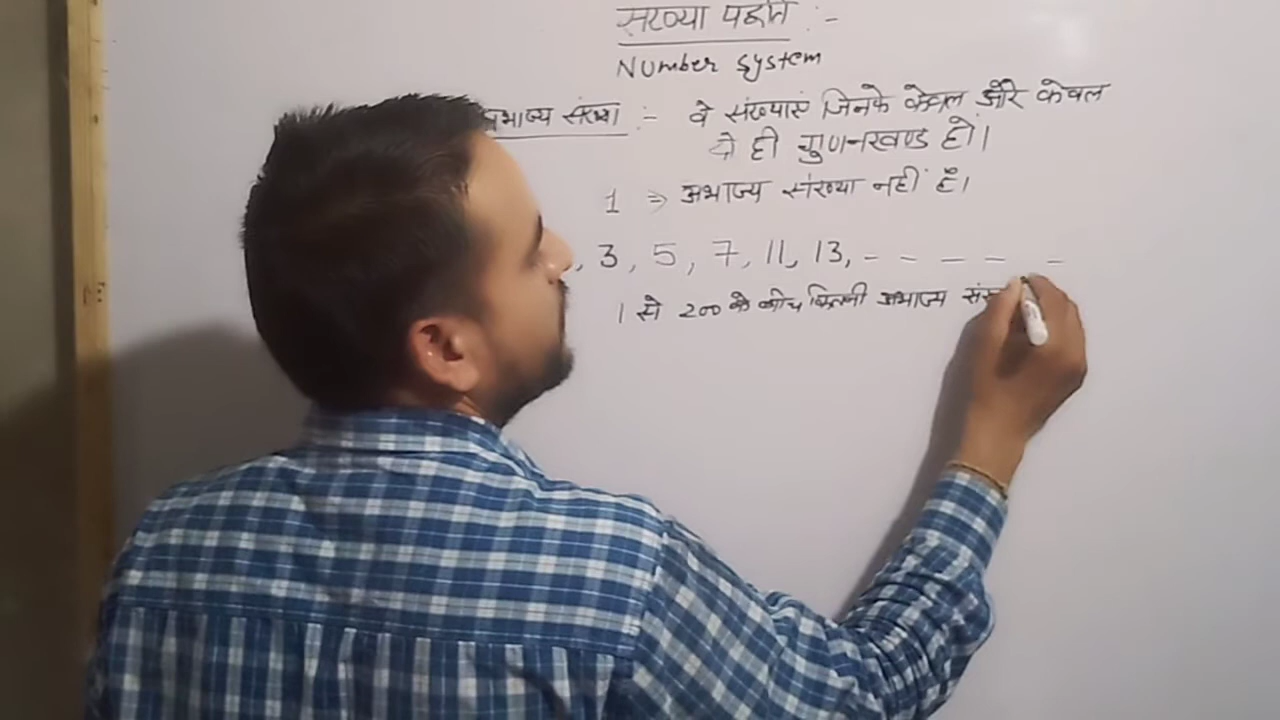 संख्या पद्धति :-
Number System
अभाज्य संख्या :- वे संख्याएं जिनके केवल और केवल
दो ही गुणनखण्ड हों।
1 => अभाज्य संख्या नहीं है।
, 3, 5, 7, 11, 13, - - - - -
1 से 200 के बीच कितनी अभाज्य